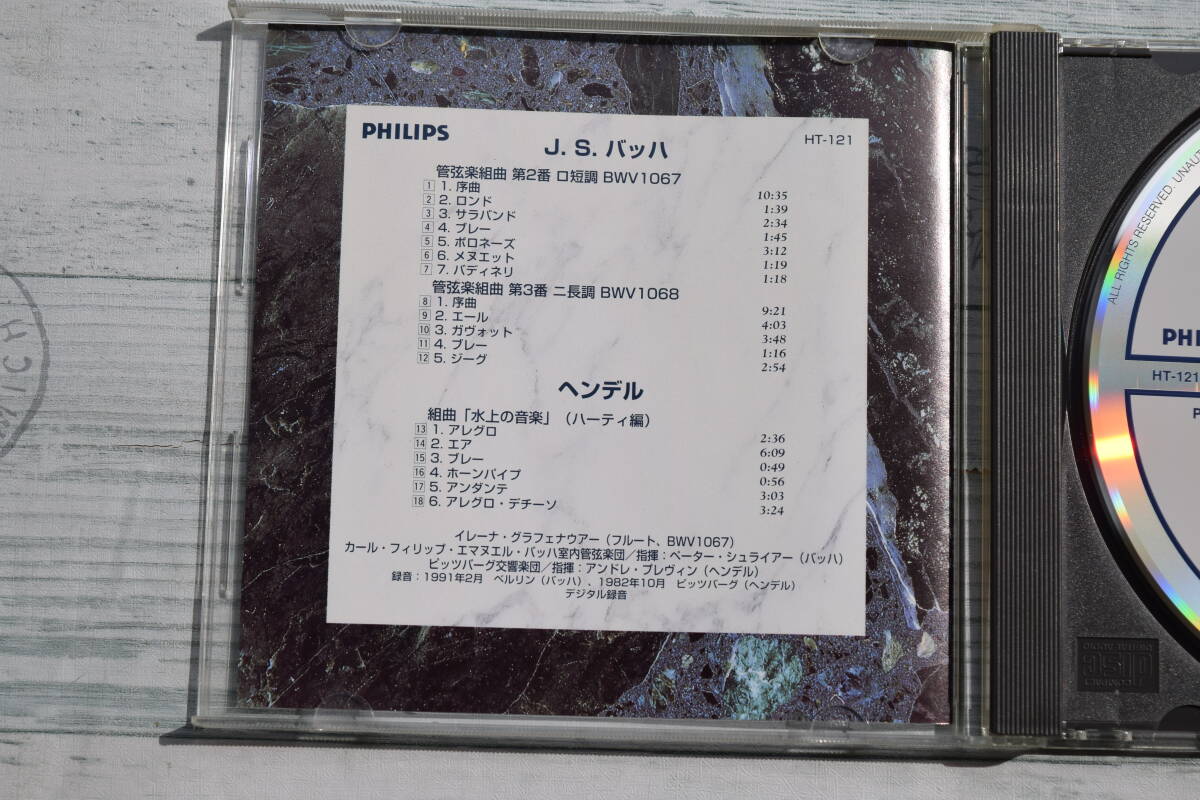 PHILIPS
HT-121
J. S. バッハ
管弦楽組曲 第2番 ロ短調 BWV1067
1 1. 序曲 10:35
2 2. ロンド 1:39
3 3. サラバンド 2:34
4 4. ブレー 1:45
5 5. ポロネーズ 3:12
6 6. メヌエット 1:19
7 7. バディネリ 1:18
管弦楽組曲 第3番 ニ長調 BWV1068
8 1. 序曲 9:21
9 2. エール 4:03
10 3. ガヴォット 3:48
11 4. ブレー 1:16
12 5. ジーグ 2:54
ヘンデル
組曲「水上の音楽」(ハーティ編)
13 1. アレグロ 2:36
14 2. エア 6:09
15 3. ブレー 0:49
16 4. ホーンパイプ 0:56
17 5. アンダンテ 3:03
18 6. アレグロ・デチーソ 3:24
イレーナ・グラフェナウアー(フルート、BWV1067)
カール・フィリップ・エマヌエル・バッハ室内管弦楽団/指揮:ペーター・シュライアー(バッハ)
ピッツバーグ交響楽団/指揮:アンドレ・プレヴィン(ヘンデル)
録音:1991年2月 ベルリン(バッハ)、1982年10月 ピッツバーグ(ヘンデル)
デジタル録音
ALL RIGHTS RESERVED. UNAUT
PHI
HT-121
P